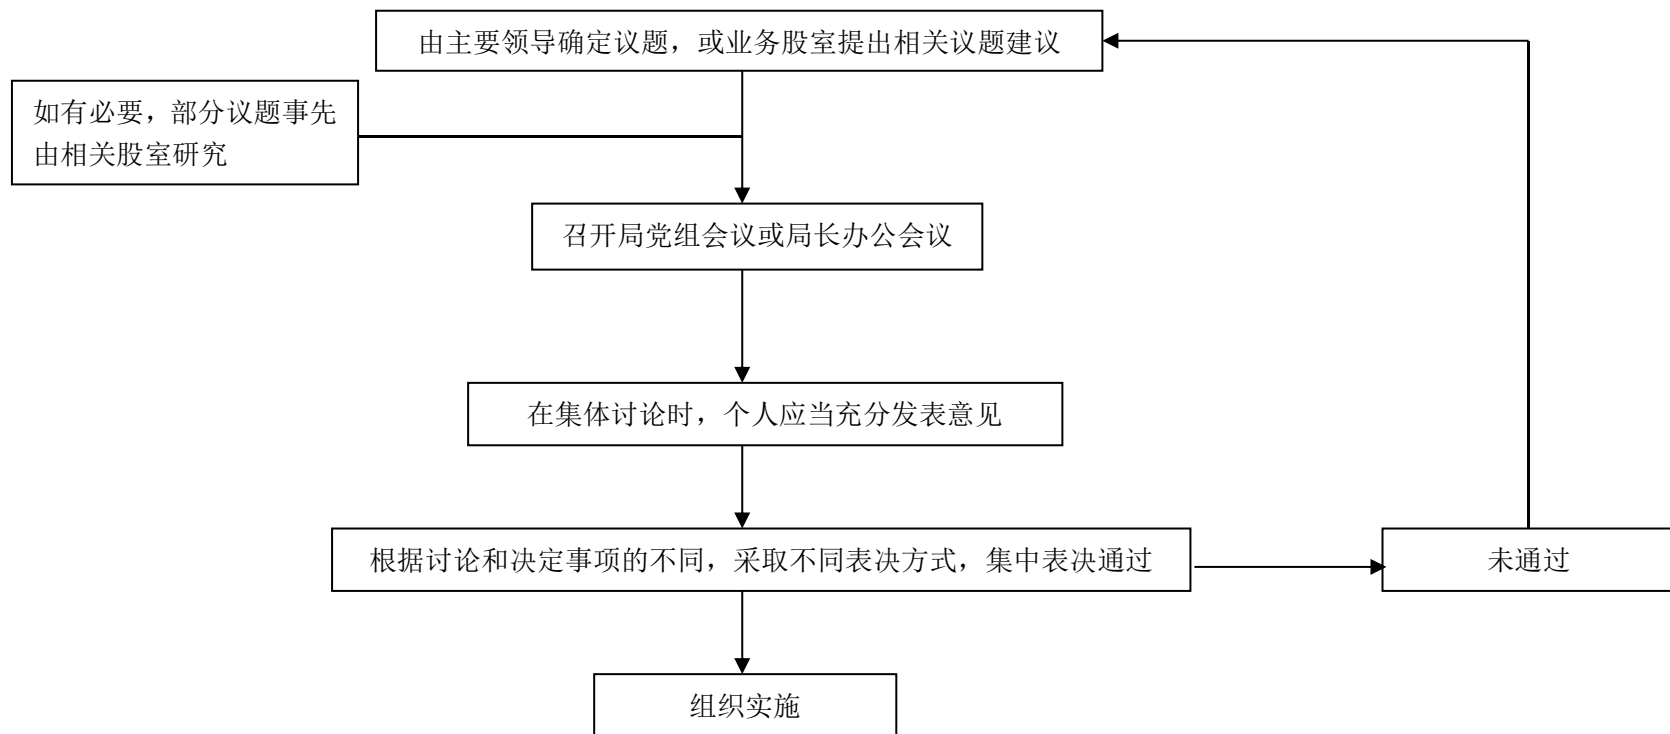 由主要领导确定议题，或业务股室提出相关议题建议
如有必要，部分议题事先
由相关股室研究
召开局党组会议或局长办公会议
在集体讨论时，个人应当充分发表意见
根据讨论和决定事项的不同，采取不同表决方式，集中表决通过
未通过
组织实施